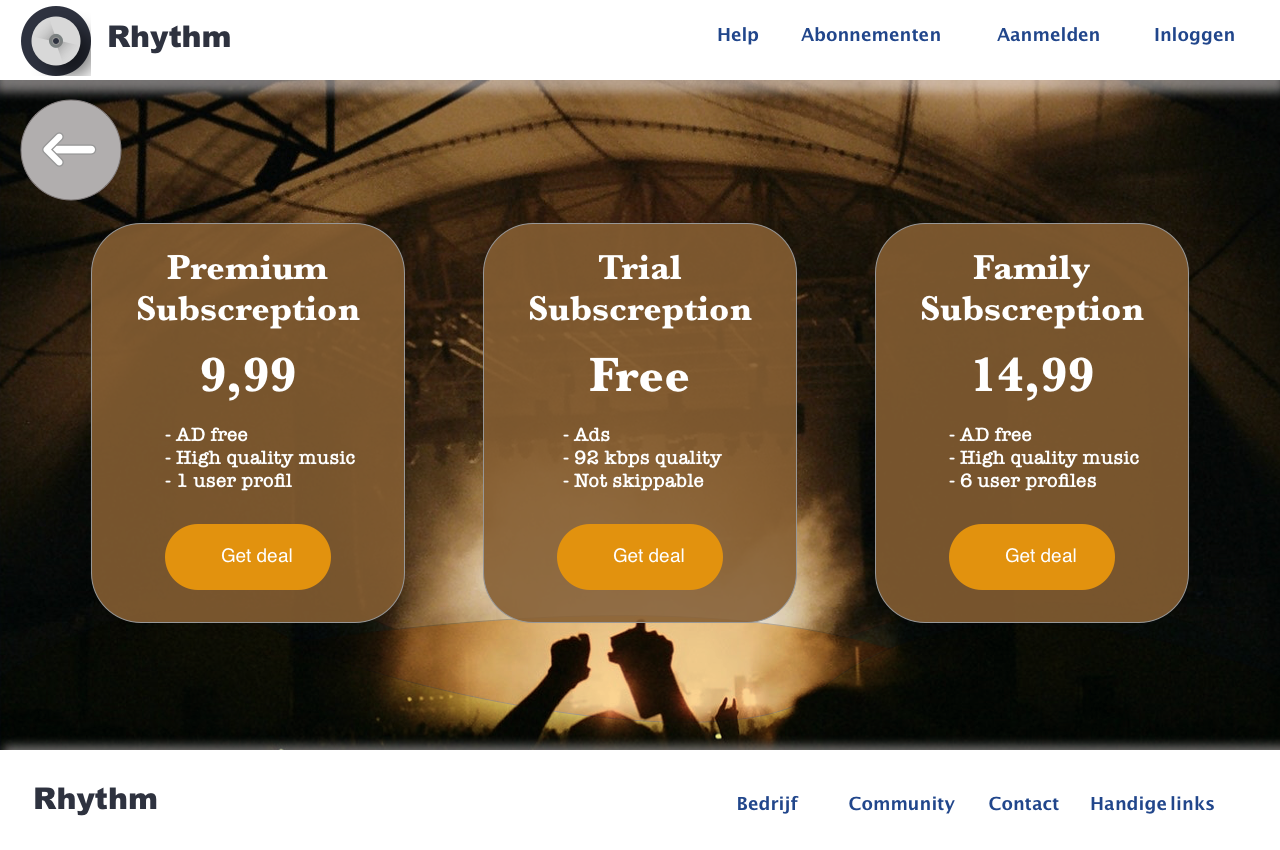 Rhythm
Help Abonnementen Aanmelden Inloggen
Premium
Subscreption
9,99
- AD free
- High quality music
- 1 user profil
Get deal
Trial
Subscreption
Free
- Ads
- 92 kbps quality
- Not skippable
Get deal
Family
Subscreption
14,99
- AD free
- High quality music
- 6 user profiles
Get deal
Rhythm
Bedrijf Community Contact Handige links